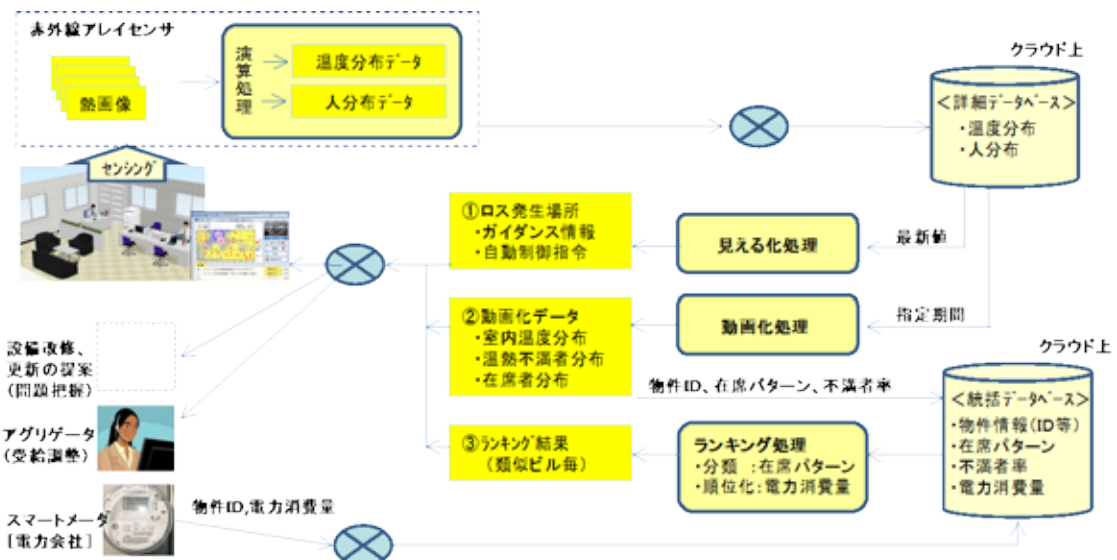 赤外線アレイセンサ
熱画像
演算処理
温度分布データ
人分布データ
クラウド上
<詳細データベース>
・温度分布
・人分布
センシング
①ロス発生場所
・ガイダンス情報
・自動制御指令
見える化処理
最新値
②動画化データ
・室内温度分布
・温熱不満者分布
・在席者分布
動画化処理
指定期間
設備改修、
更新の提案
(問題把握)
クラウド上
物件ID、在席パターン、不満者率
<統括データベース>
・物件情報(ID等)
・在席パターン
・不満者率
・電力消費量
アグリゲータ
(受給調整)
③ランキング結果
(類似ビル毎)
ランキング処理
・分類 :在席パターン
・順位化:電力消費量
スマートメータ
[電力会社]
物件ID,電力消費量